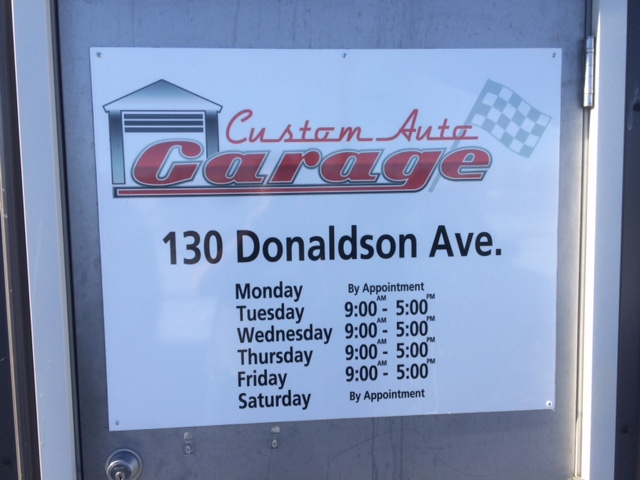 Custom Auto
Garage
130 Donaldson Ave.
Monday By Appointment
Tuesday 9:00AM - 5:00PM
Wednesday 9:00AM - 5:00PM
Thursday 9:00AM - 5:00PM
Friday 9:00AM - 5:00PM
Saturday By Appointment